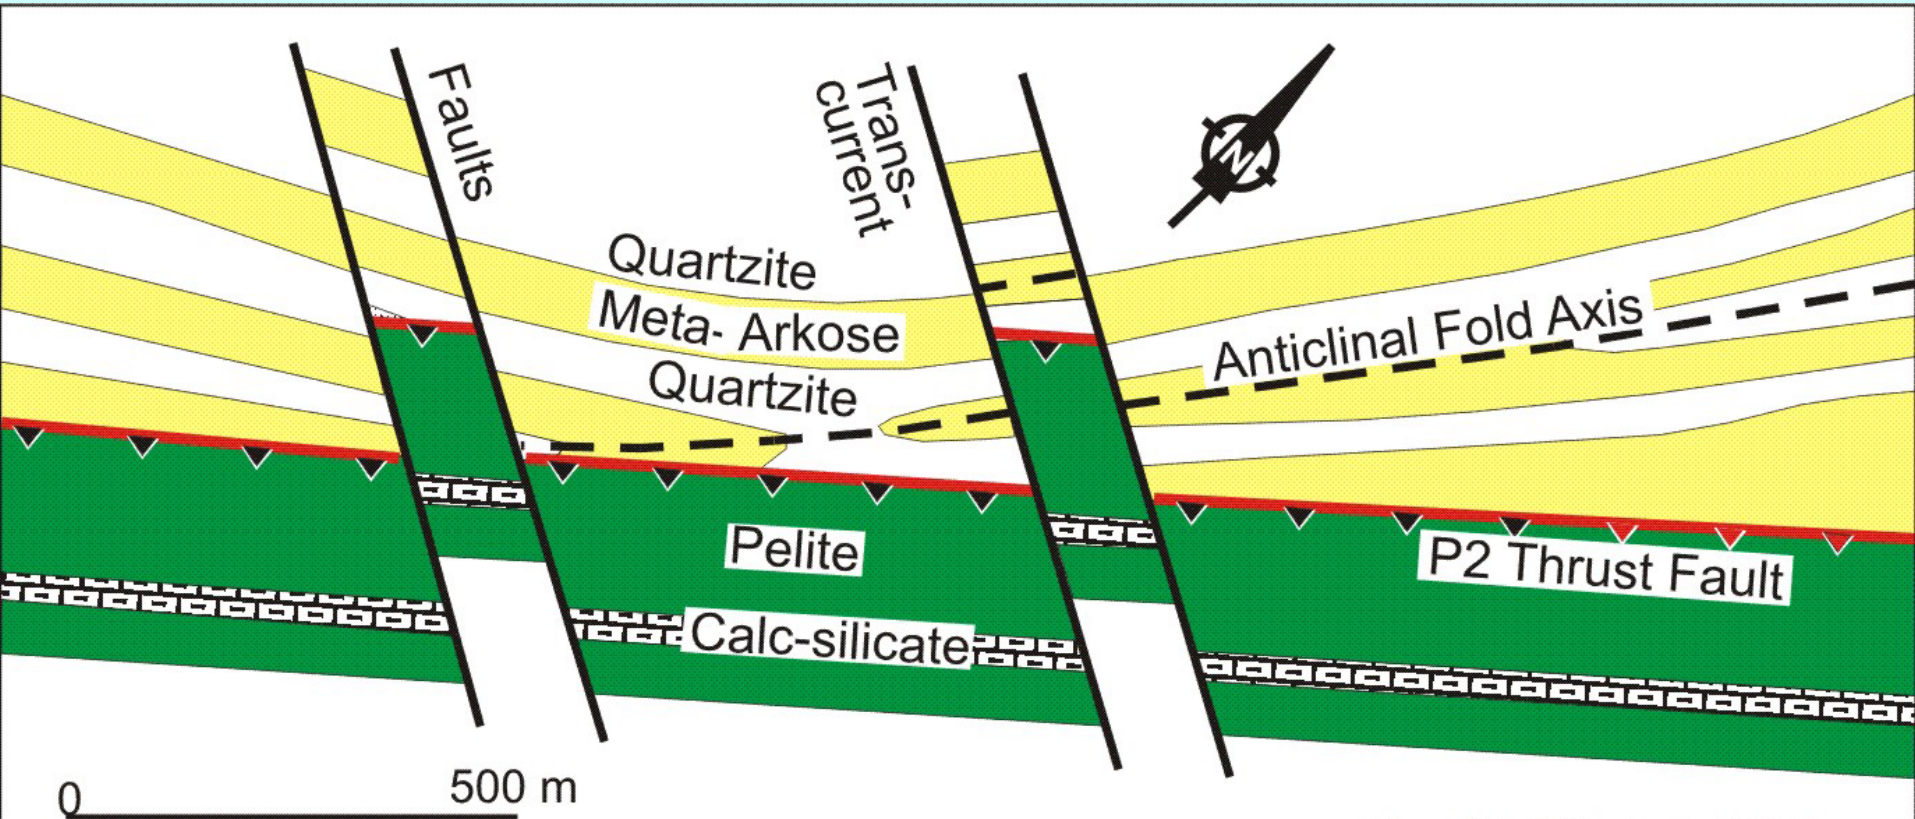 Faults
Trans-
current
N
Quartzite
Meta- Arkose
Quartzite
Anticlinal Fold Axis
Pelite
P2 Thrust Fault
Calc-silicate
0
500 m